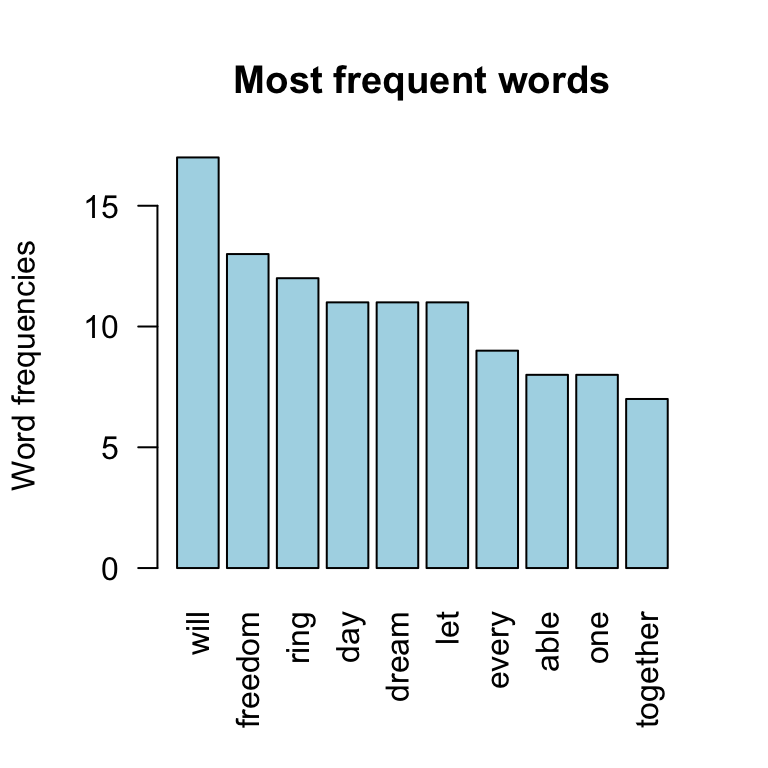 Most frequent words
Word frequencies
15
10
5
0
will
freedom
ring
day
dream
let
every
able
one
together